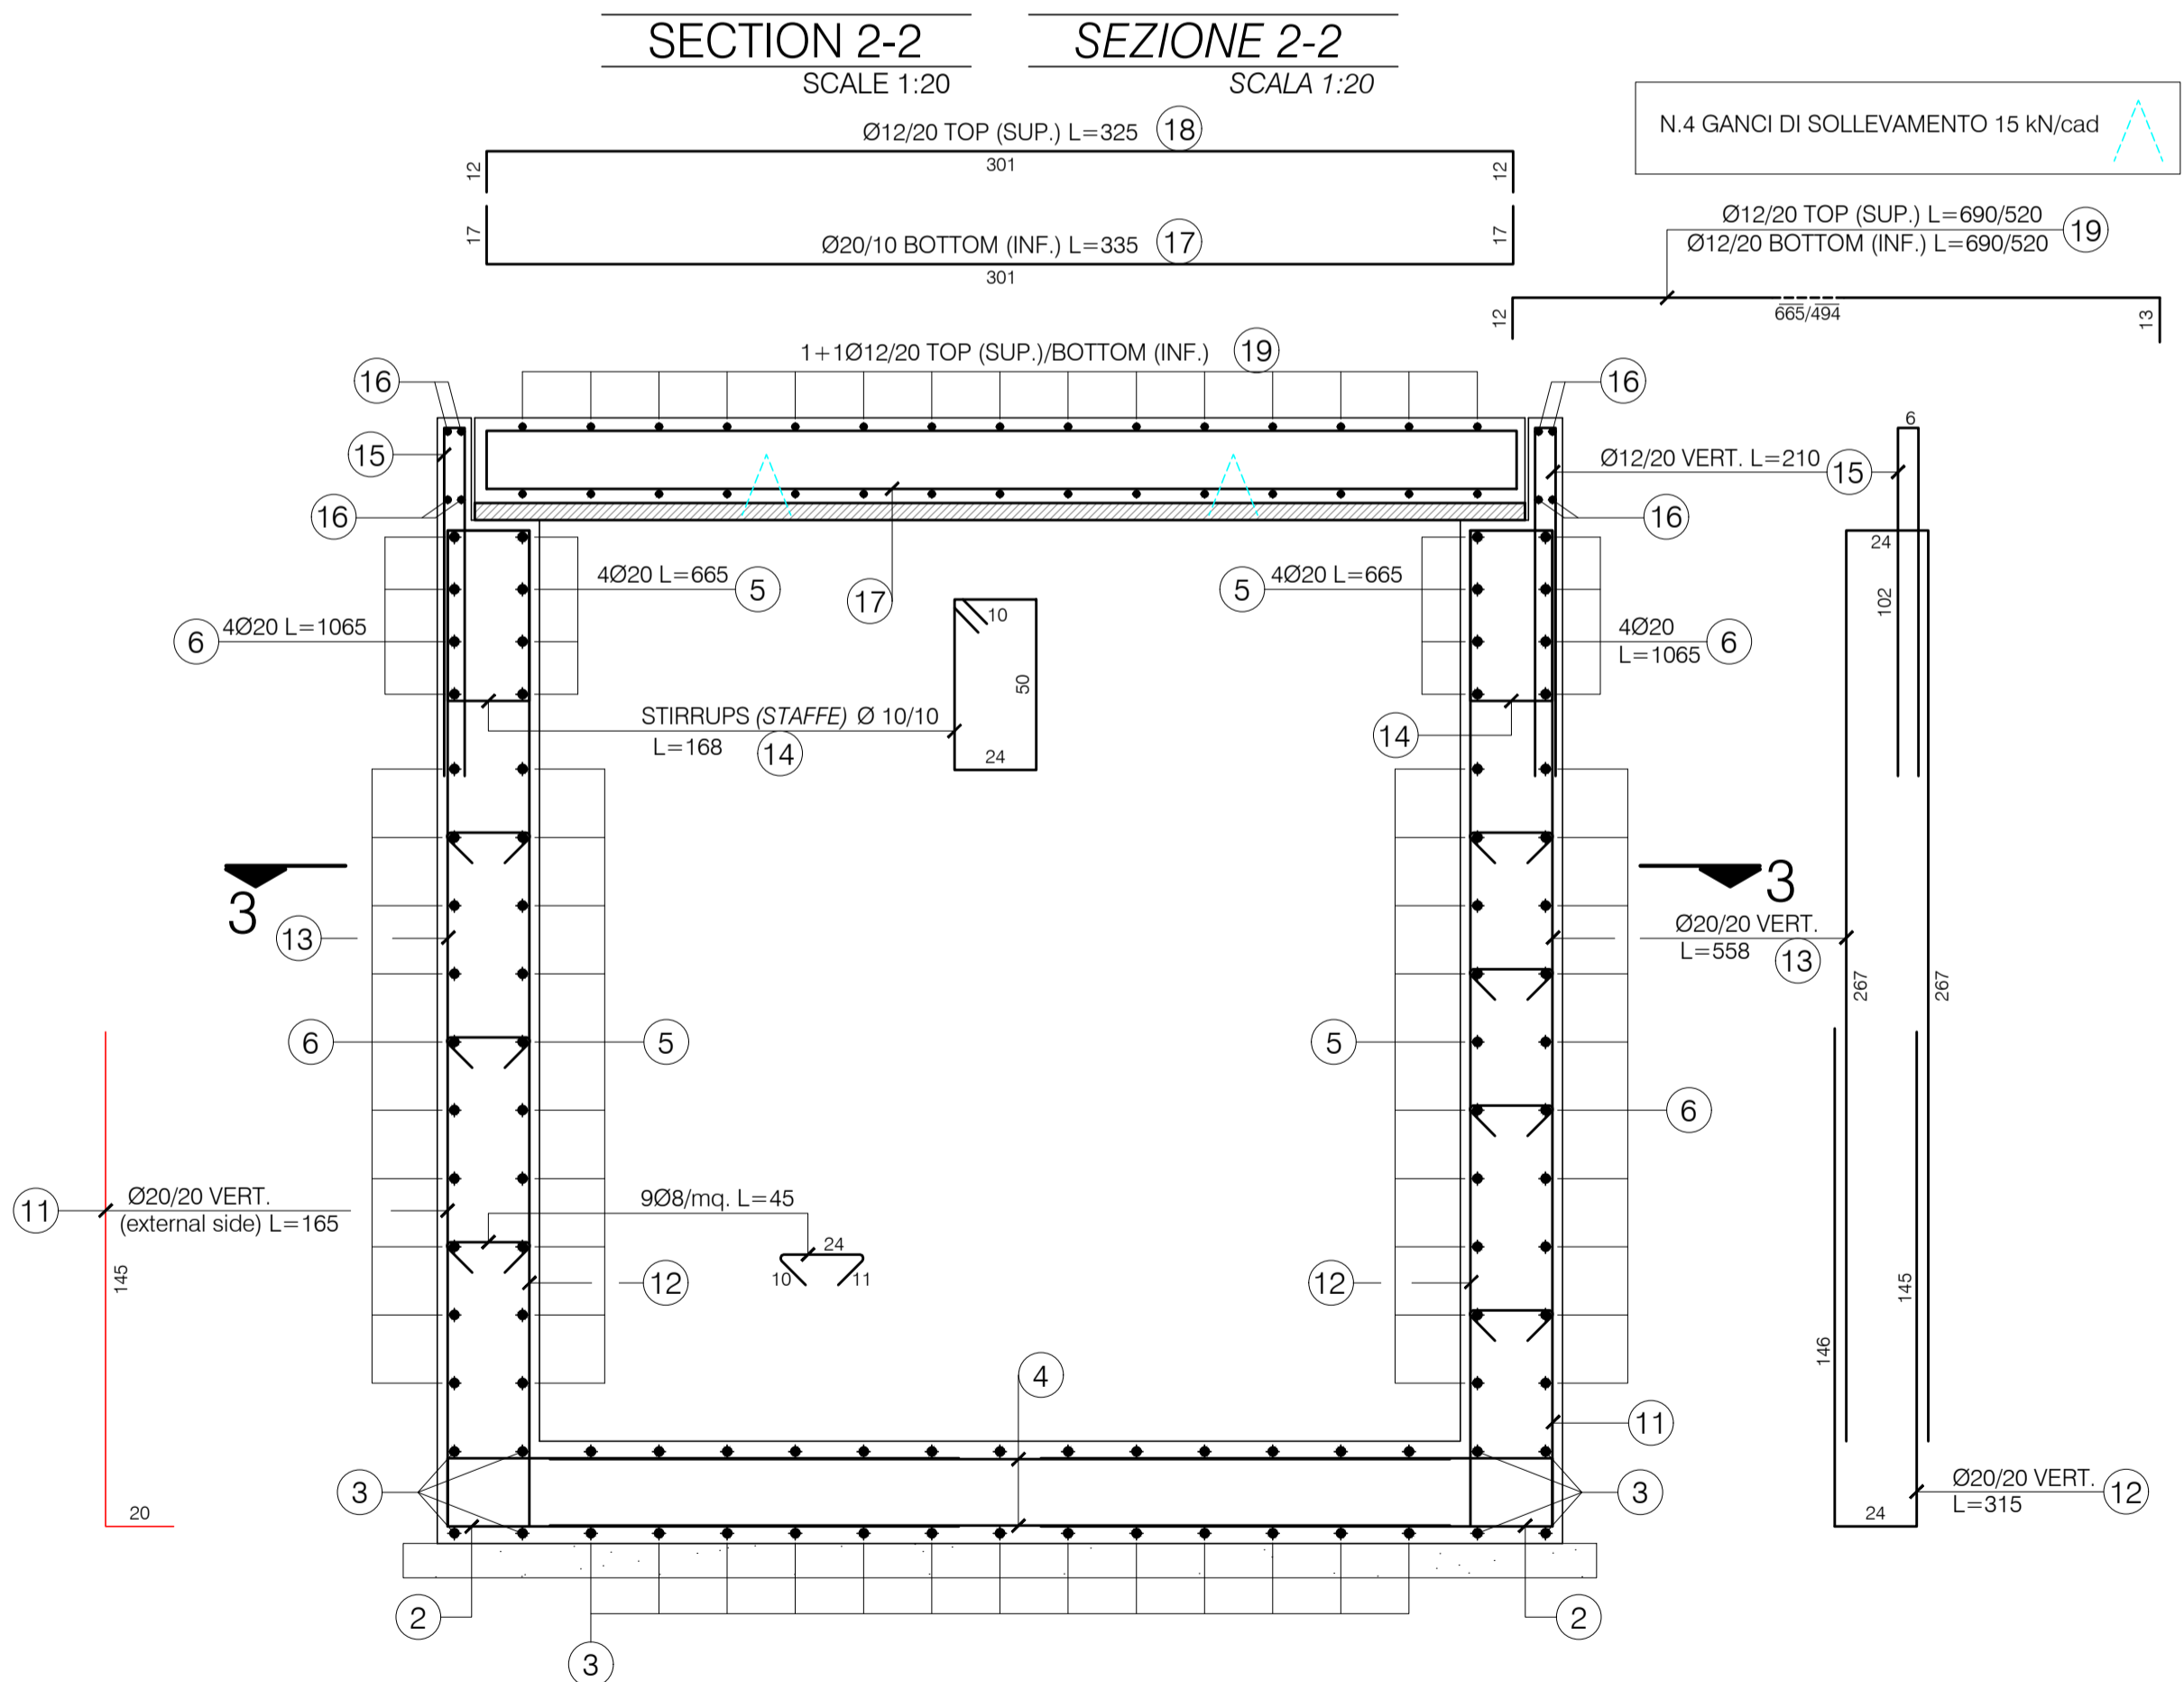 SECTION 2-2
SEZIONE 2-2
SCALE 1:20
SCALA 1:20
N.4 GANCI DI SOLLEVAMENTO 15 kN/cad
Ø12/20 TOP (SUP.) L=325 18
12 301 12
17 Ø20/10 BOTTOM (INF.) L=335 17 17
301
Ø12/20 TOP (SUP.) L=690/520
Ø12/20 BOTTOM (INF.) L=690/520 19
12 665/494 13
1+1Ø12/20 TOP (SUP.)/BOTTOM (INF.) 19
16 16
6
15 Ø12/20 VERT. L=210 15
16 16
24
102
4Ø20 L=665 5 17 5 4Ø20 L=665
10
6 4Ø20 L=1065
4Ø20
L=1065 6
50
STIRRUPS (STAFFE) Ø 10/10
L=168 14
24
14
3 3
13
Ø20/20 VERT.
L=558 13
267 267
6 5 5 6
11 Ø20/20 VERT.
(external side) L=165
9Ø8/mq. L=45
24
10 11
145
12 12
145
146
4
11
3 3
20
24
Ø20/20 VERT.
L=315 12
2 2
3